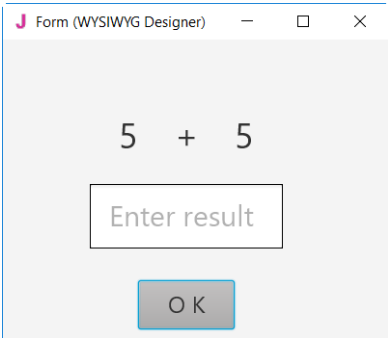 J Form (WYSIWYG Designer)
5 + 5
Enter result
O K